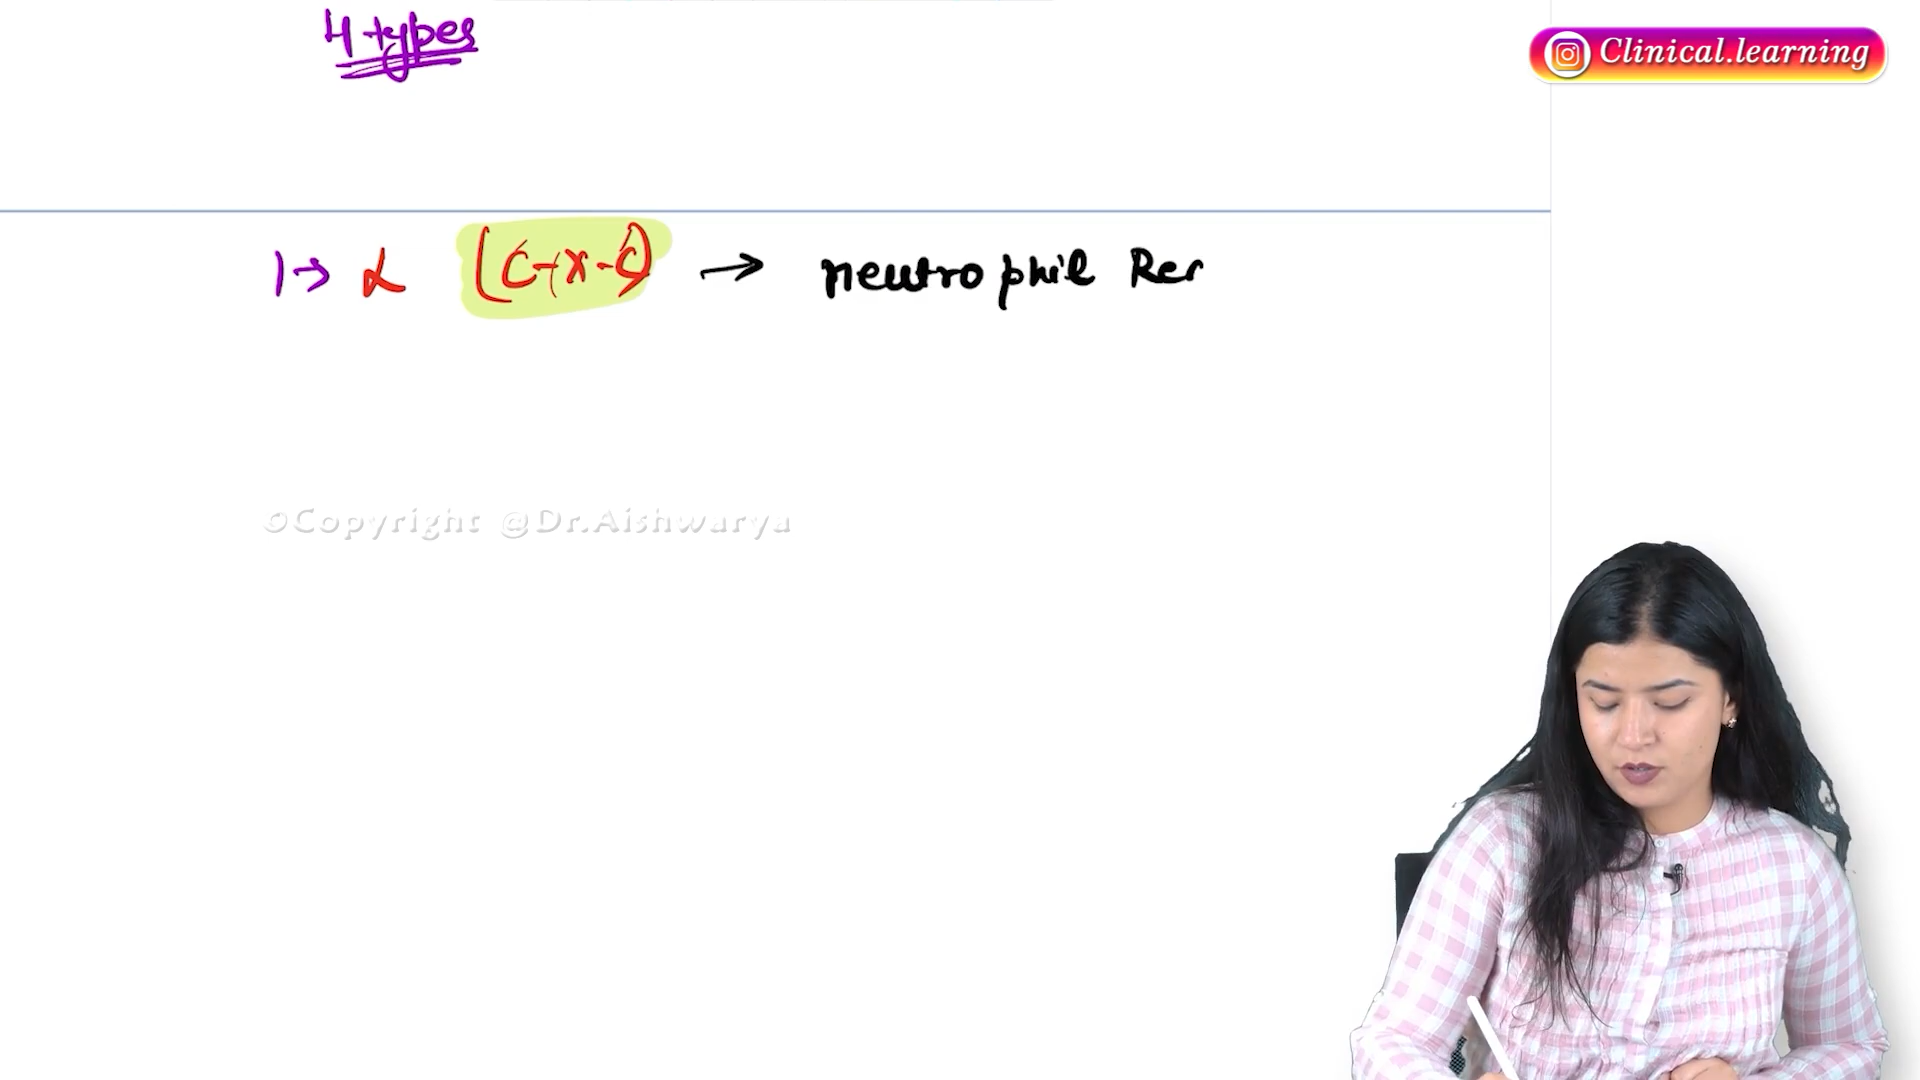 4 types
Clinical.learning
1→ α (C-X-C) → neutrophil Rec
©Copyright @Dr.Aishwarya